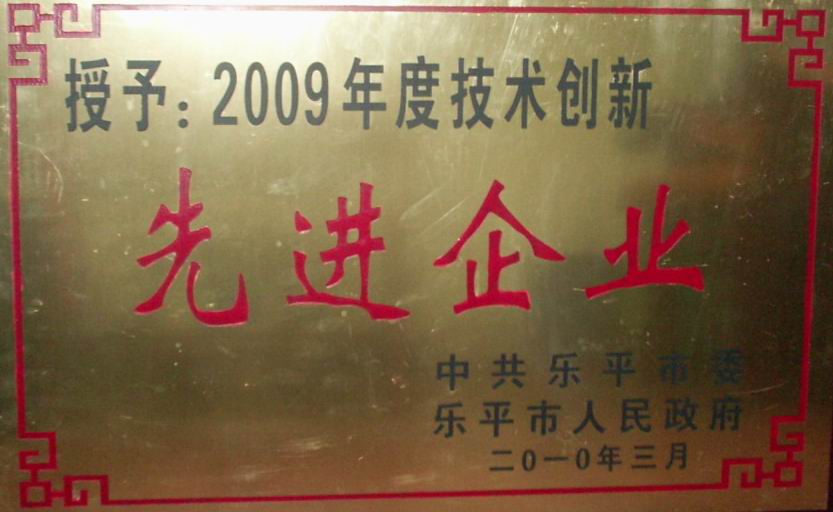 授予：2009年度技术创新
先进企业
中共乐平市委
乐平市人民政府
二0一0年三月